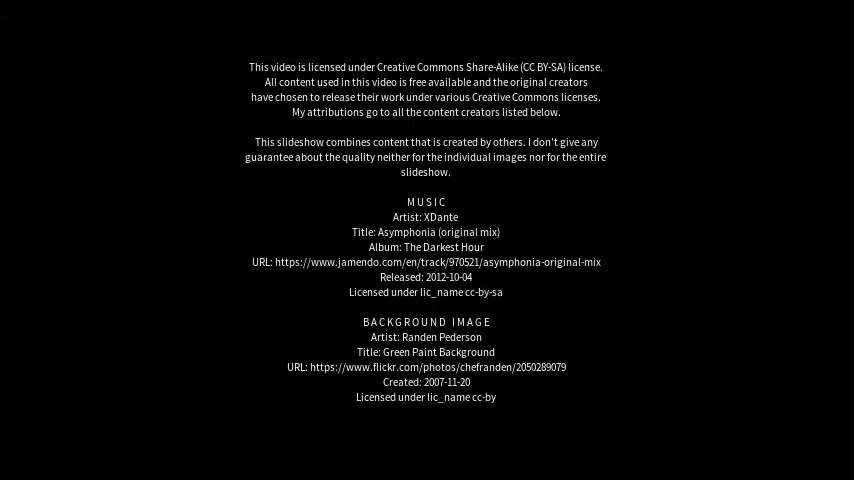 This video is licensed under Creative Commons Share-Alike (CC BY-SA) license.
All content used in this video is free available and the original creators
have chosen to release their work under various Creative Commons licenses.
My attributions go to all the content creators listed below.
This slideshow combines content that is created by others. I don't give any
guarantee about the quality neither for the individual images nor for the entire
slideshow.
MUSIC
Artist: XDante
Title: Asymphonia (original mix)
Album: The Darkest Hour
URL: https://www.jamendo.com/en/track/970521/asymphonia-original-mix
Released: 2012-10-04
Licensed under lic_name cc-by-sa
BACKGROUND IMAGE
Artist: Randen Pederson
Title: Green Paint Background
URL: https://www.flickr.com/photos/chefranden/2050289079
Created: 2007-11-20
Licensed under lic_name cc-by